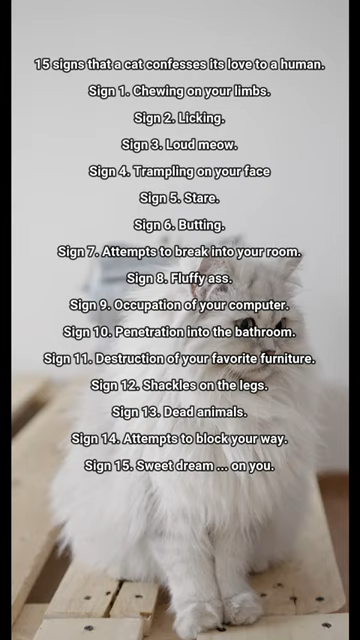 15 signs that a cat confesses its love to a human.
Sign 1. Chewing on your limbs.
Sign 2. Licking.
Sign 3. Loud meow.
Sign 4. Trampling on your face
Sign 5. Stare.
Sign 6. Butting.
Sign 7. Attempts to break into your room.
Sign 8. Fluffy ass.
Sign 9. Occupation of your computer.
Sign 10. Penetration into the bathroom.
Sign 11. Destruction of your favorite furniture.
Sign 12. Shackles on the legs.
Sign 13. Dead animals.
Sign 14. Attempts to block your way.
Sign 15. Sweet dream ... on you.